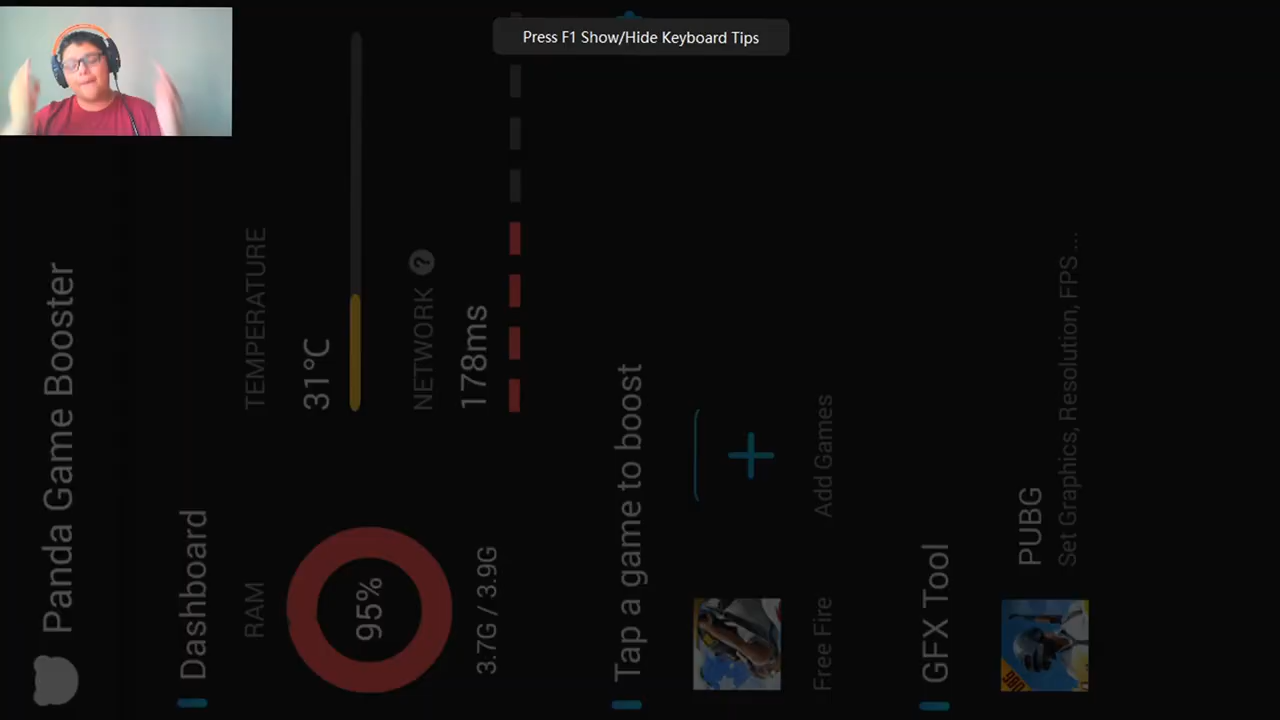 Press F1 Show/Hide Keyboard Tips
Panda Game Booster
Dashboard
RAM
95%
3.7G / 3.9G
TEMPERATURE
31°C
NETWORK ?
178ms
Tap a game to boost
Free Fire
Add Games
GFX Tool
PUBG
Set Graphics, Resolution, FPS ...